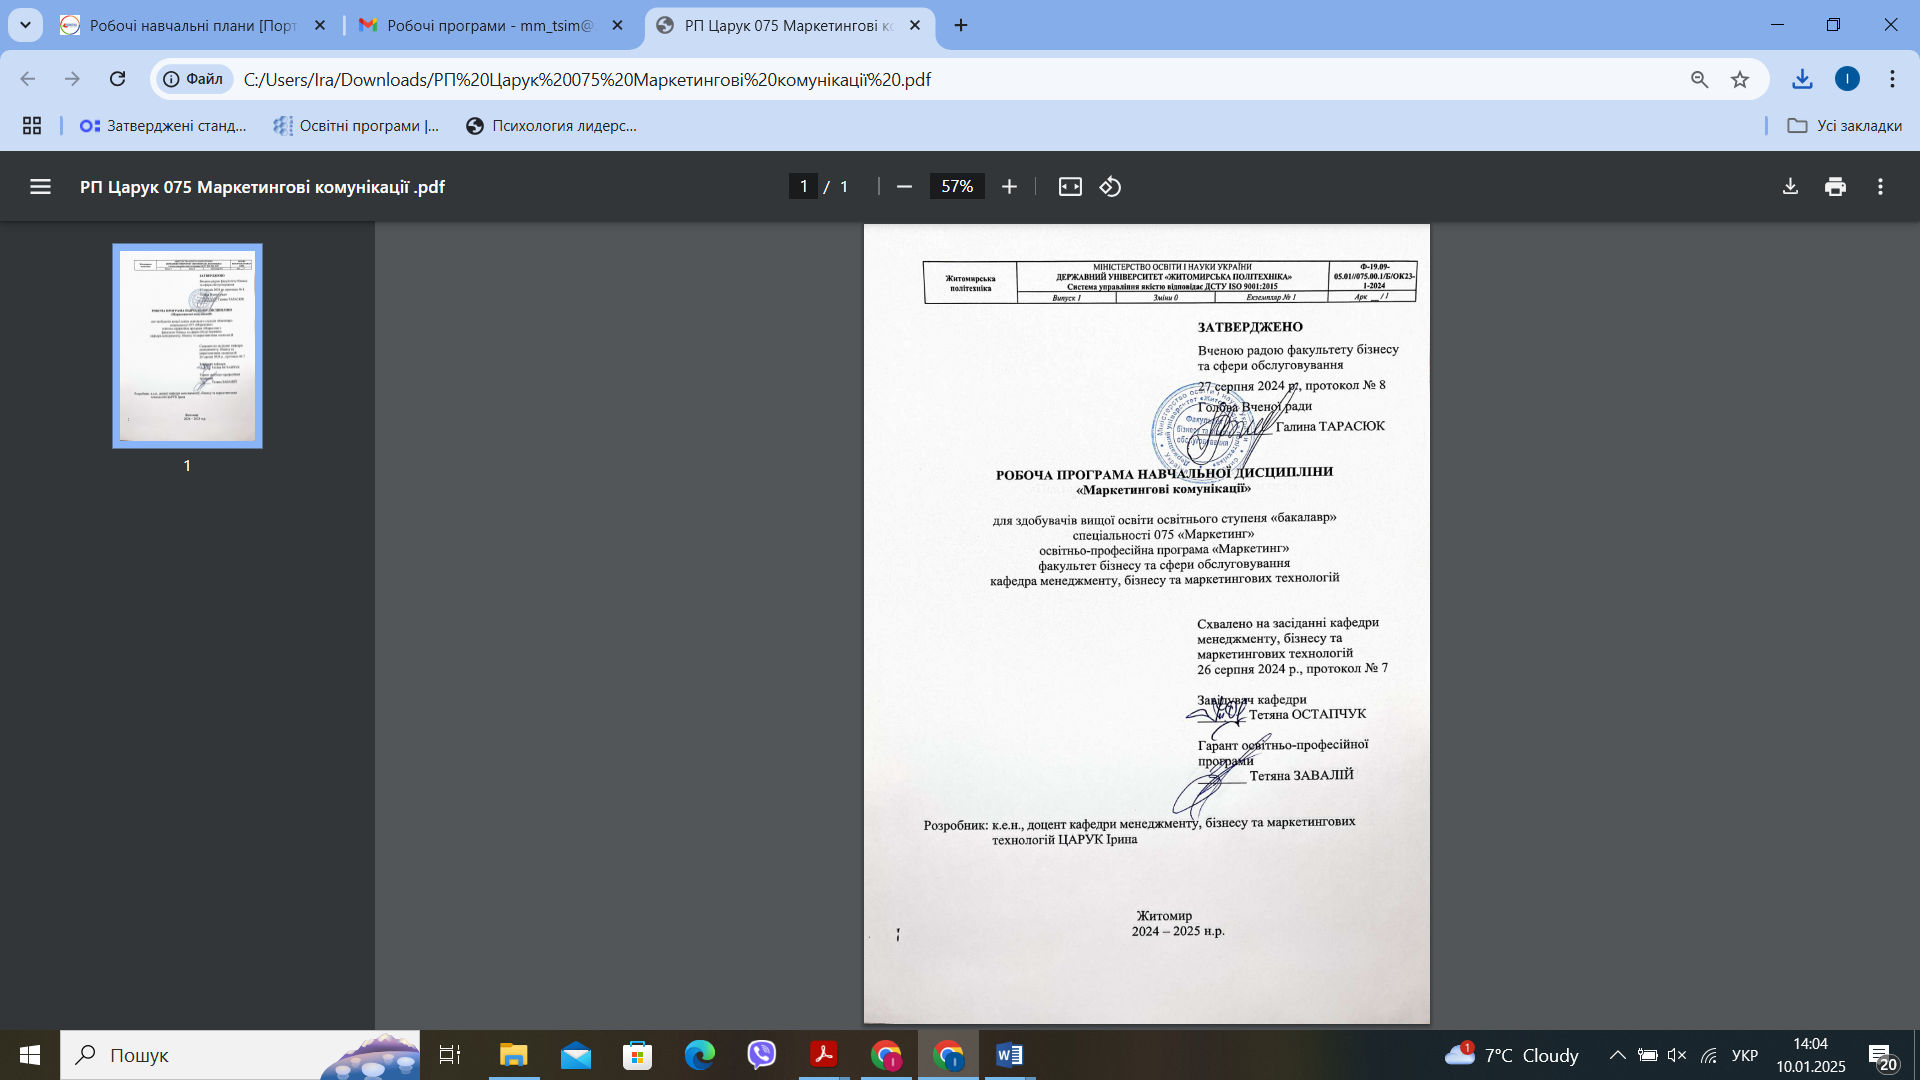 Робочі навчальні плани [Порт
Робочі програми - mm_tsim@
РП Царук 075 Маркетингові к
Файл
C:/Users/Ira/Downloads/РП%20Царук%20075%20Маркетингові%20комунікації%20.pdf
Затверджені станд...
Освітні програми |...
Психология лидерс...
Усі закладки
РП Царук 075 Маркетингові комунікації .pdf
1 / 1
57%
1
Житомирська політехніка
МІНІСТЕРСТВО ОСВІТИ І НАУКИ УКРАЇНИ
ДЕРЖАВНИЙ УНІВЕРСИТЕТ «ЖИТОМИРСЬКА ПОЛІТЕХНІКА»
Система управління якістю відповідає ДСТУ ISO 9001:2015
Ф-19.09-
05.01//075.00.1/Б/ОК23-
1-2024
Випуск 1
Зміни 0
Екземпляр № 1
Арк __ / 1
ЗАТВЕРДЖЕНО
Вченою радою факультету бізнесу
та сфери обслуговування
27 серпня 2024 р., протокол № 8
Голова Вченої ради
Галина ТАРАСЮК
Факультет
бізнесу та сфери
обслуговування
РОБОЧА ПРОГРАМА НАВЧАЛЬНОЇ ДИСЦИПЛІНИ
«Маркетингові комунікації»
для здобувачів вищої освіти освітнього ступеня «бакалавр»
спеціальності 075 «Маркетинг»
освітньо-професійна програма «Маркетинг»
факультет бізнесу та сфери обслуговування
кафедра менеджменту, бізнесу та маркетингових технологій
Схвалено на засіданні кафедри
менеджменту, бізнесу та
маркетингових технологій
26 серпня 2024 р., протокол № 7
Завідувач кафедри
Тетяна ОСТАПЧУК
Гарант освітньо-професійної
програми
Тетяна ЗАВАЛІЙ
Розробник: к.е.н., доцент кафедри менеджменту, бізнесу та маркетингових
технологій ЦАРУК Ірина
Житомир
2024 – 2025 н.р.
Пошук
1
7°C Cloudy
УКР
14:04
10.01.2025
20